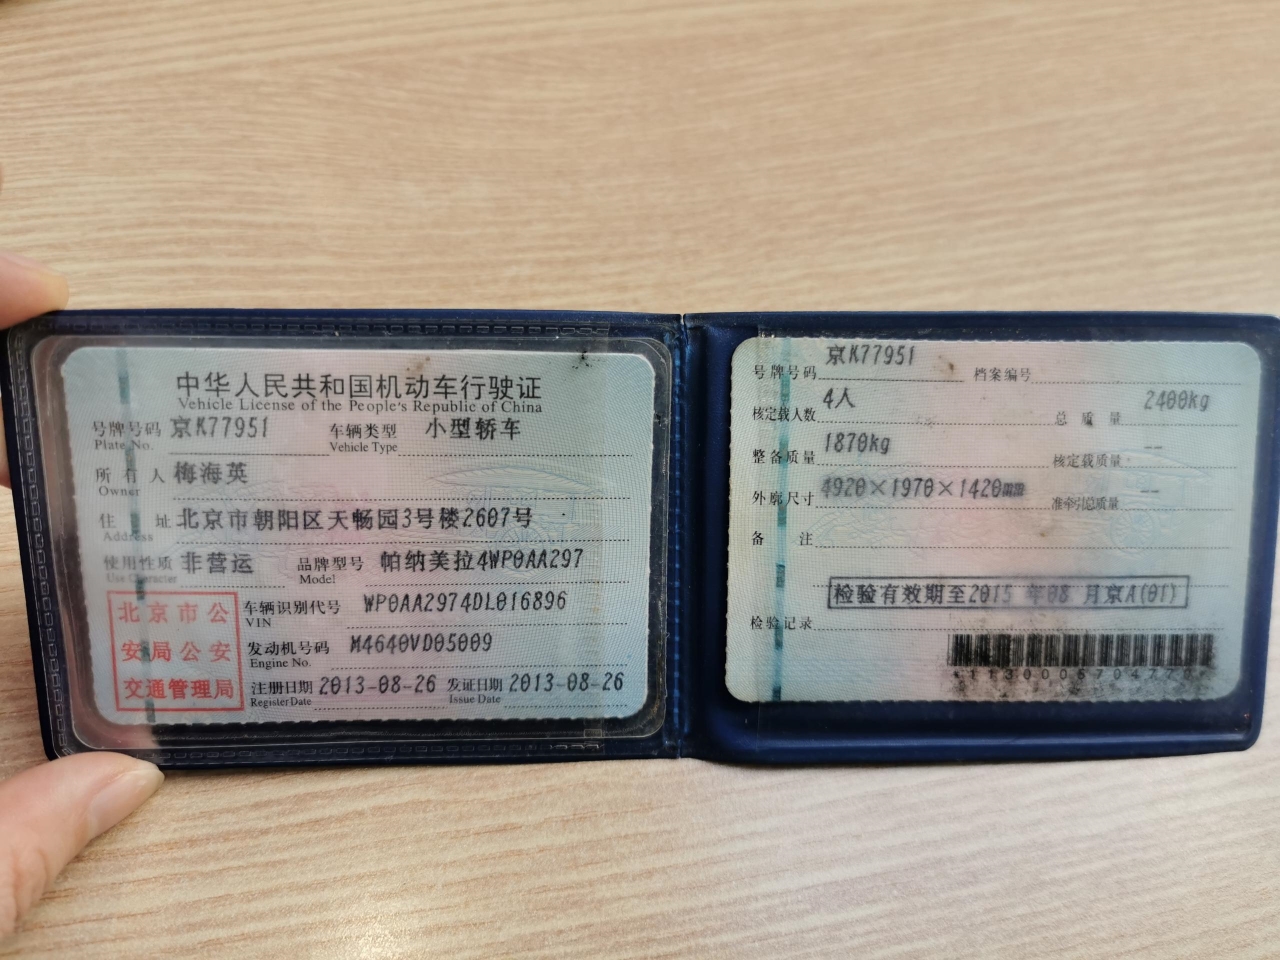 中华人民共和国机动车行驶证
Vehicle License of the People's Republic of China
号牌号码 京K77951 车辆类型 小型轿车
Plate No. Vehicle Type
所有人 梅海英
Owner
住址 北京市朝阳区天畅园3号楼2607号
Address
使用性质 非营运 品牌型号 帕纳美拉4WP0AA297
Use Character Model
北京市公
安局公安
交通管理局
车辆识别代号 WP0AA2974DL016896
VIN
发动机号码 M4640VD05009
Engine No.
注册日期 2013-08-26 发证日期 2013-08-26
Register Date Issue Date
号牌号码 京K77951 档案编号
核定载人数 4人 总质量 2400kg
整备质量 1870kg 核定载质量 --
外廓尺寸 4920×1970×1420mm 准牵引总质量 --
备注
检验有效期至2015年08月京A(01)
检验记录